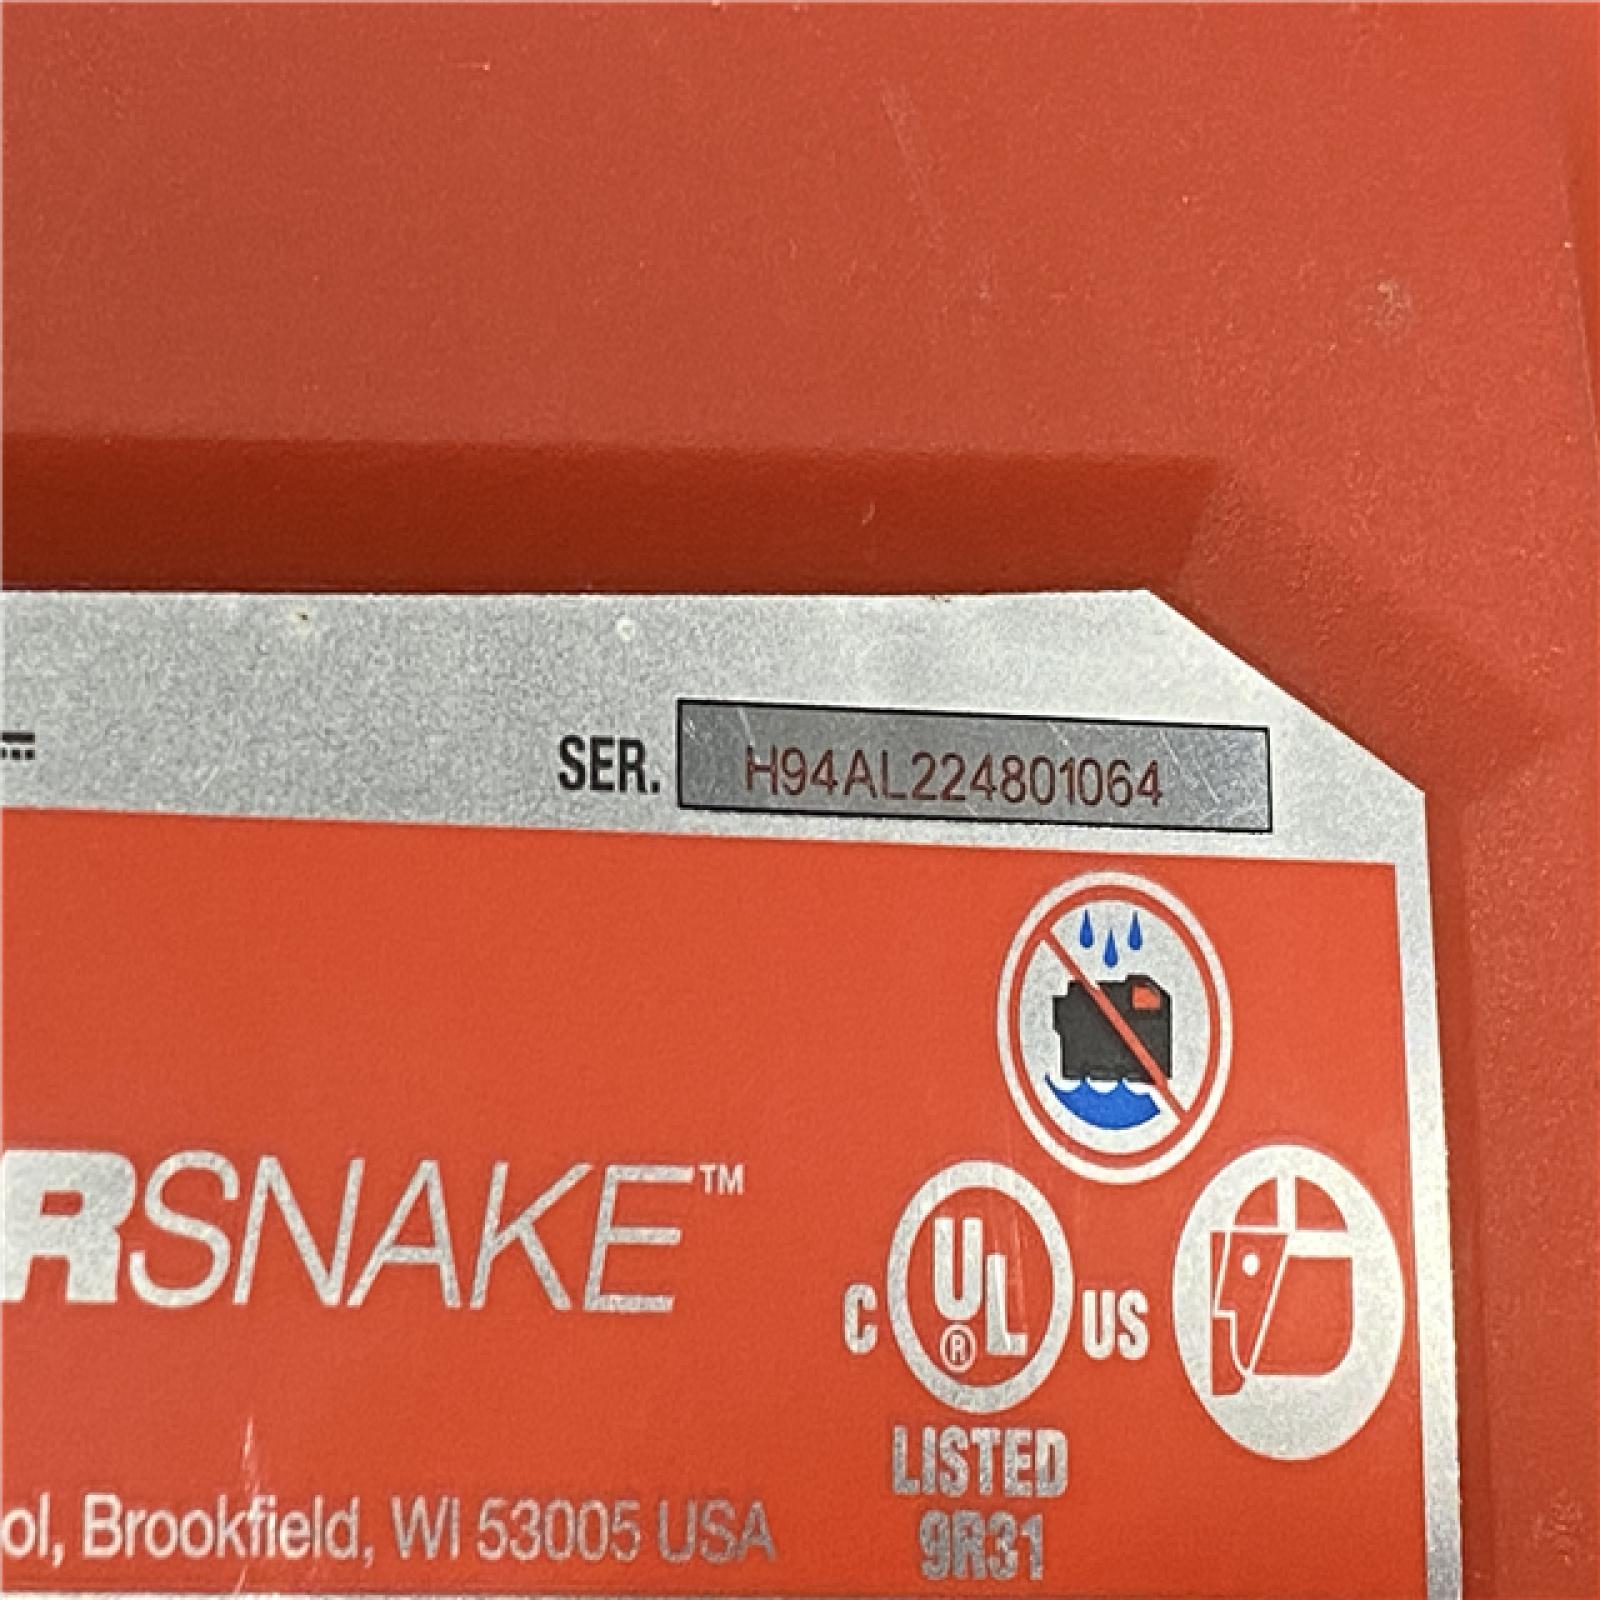 SER. H94AL224801064
RSNAKE™
C UL® US
LISTED
9R31
ol, Brookfield, WI 53005 USA